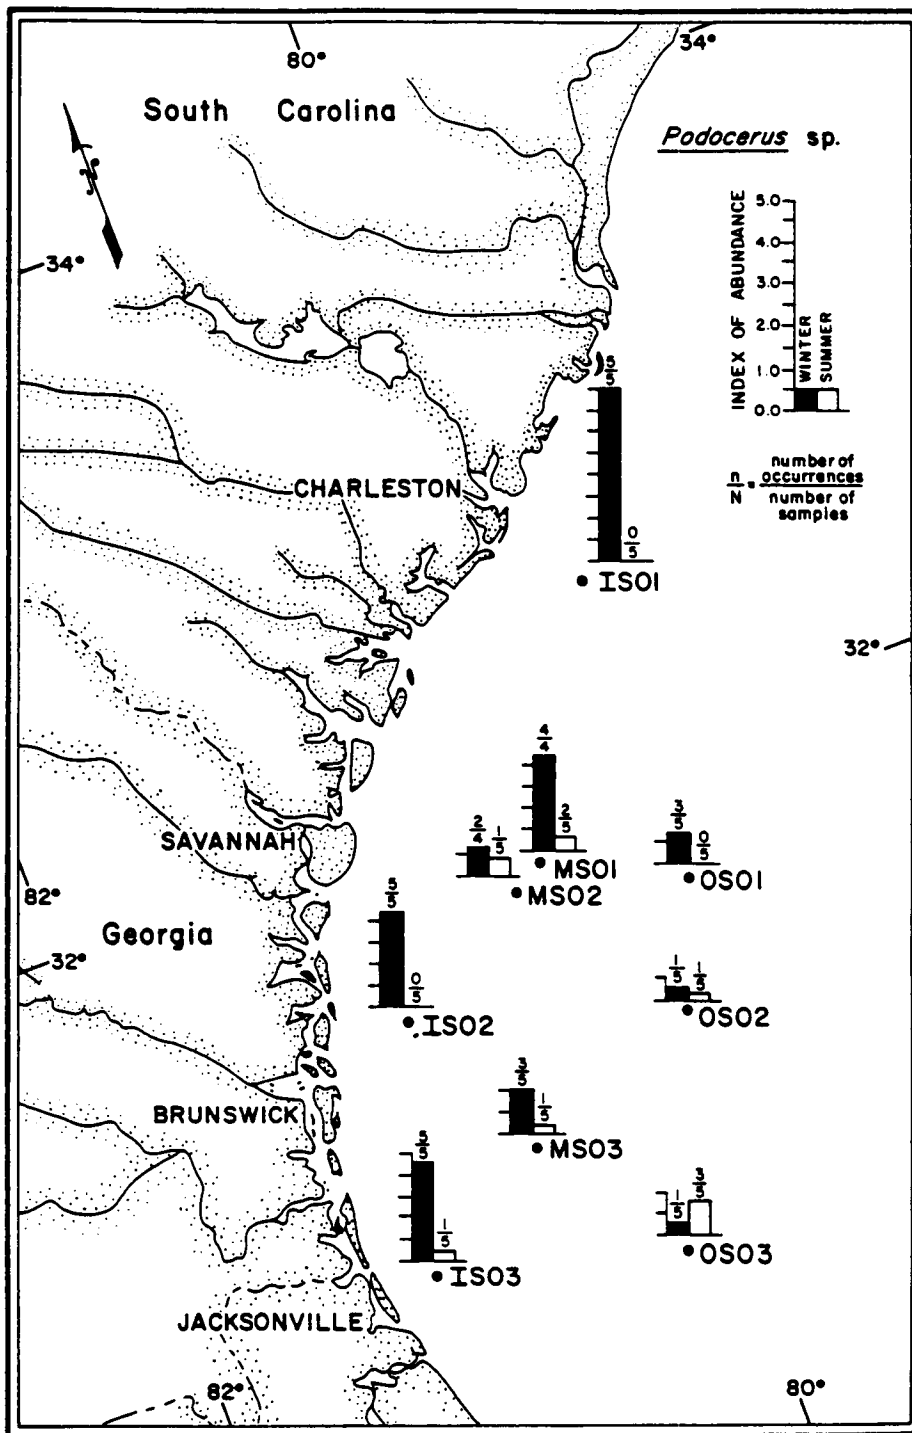 80°
34°
South Carolina
Podocerus sp.
N
INDEX OF ABUNDANCE
5.0
4.0
3.0
2.0
1.0
0.0
WINTER
SUMMER
34°
n/N = number of occurrences / number of samples
5/5
0/5
CHARLESTON
IS01
32°
4/4
2/5
2/4
1/5
3/5
0/5
SAVANNAH
MS01
MS02
OS01
82°
5/5
0/5
Georgia
32°
1/5
1/5
IS02
OS02
3/5
1/5
BRUNSWICK
MS03
5/5
1/5
1/5
3/5
IS03
OS03
JACKSONVILLE
82°
80°